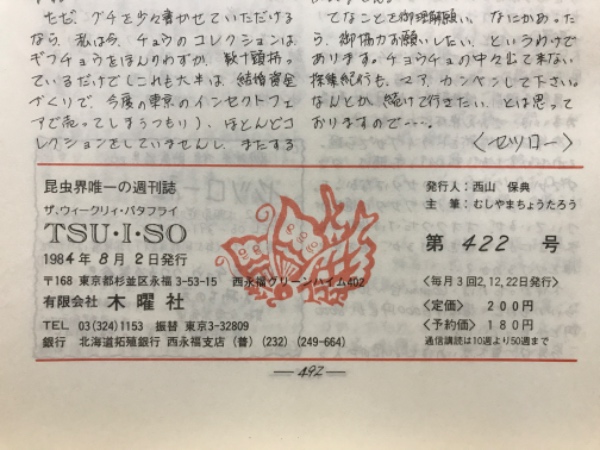 モビ、グチを少々書かせていただける
なら、私は今、チョウのコレクションは、
ギフチョウをほんのわずか、数十頭持っ
ているだけで(これも大半は、結婚資金
づくりで、今度の東京のインセクトフェ
アで売ってしまうつもり)、ほとんどコ
レクションをしていませんし、またする
てなことを御理解願い、なにかあった
ら、御協力お願いしたい、というわけで
あります。チョウチョウの中々出て来ない
採集紀行も、マア、カンベンして下さい。
なんとか、続けて行きたい、とは思って
おりますので……。
〈セツロー〉
昆虫界唯一の週刊誌
ザ、ウィークリィ・バタフライ
TSU・I・SO
1984年8月2日発行
〒168 東京都杉並区永福3-53-15 西永福グリーンハイム402
有限会社 木曜社
TEL 03(324)1153 振替 東京3-32809
銀行 北海道拓殖銀行 西永福支店 (普) (232) (249-664)
発行人:西山 保典
主筆:むしやまちょうたろう
第 422 号
〈毎月3回2,12,22日発行〉
〈定価〉 200円
〈予約価〉 180円
通信講読は10週より50週まで
―492―